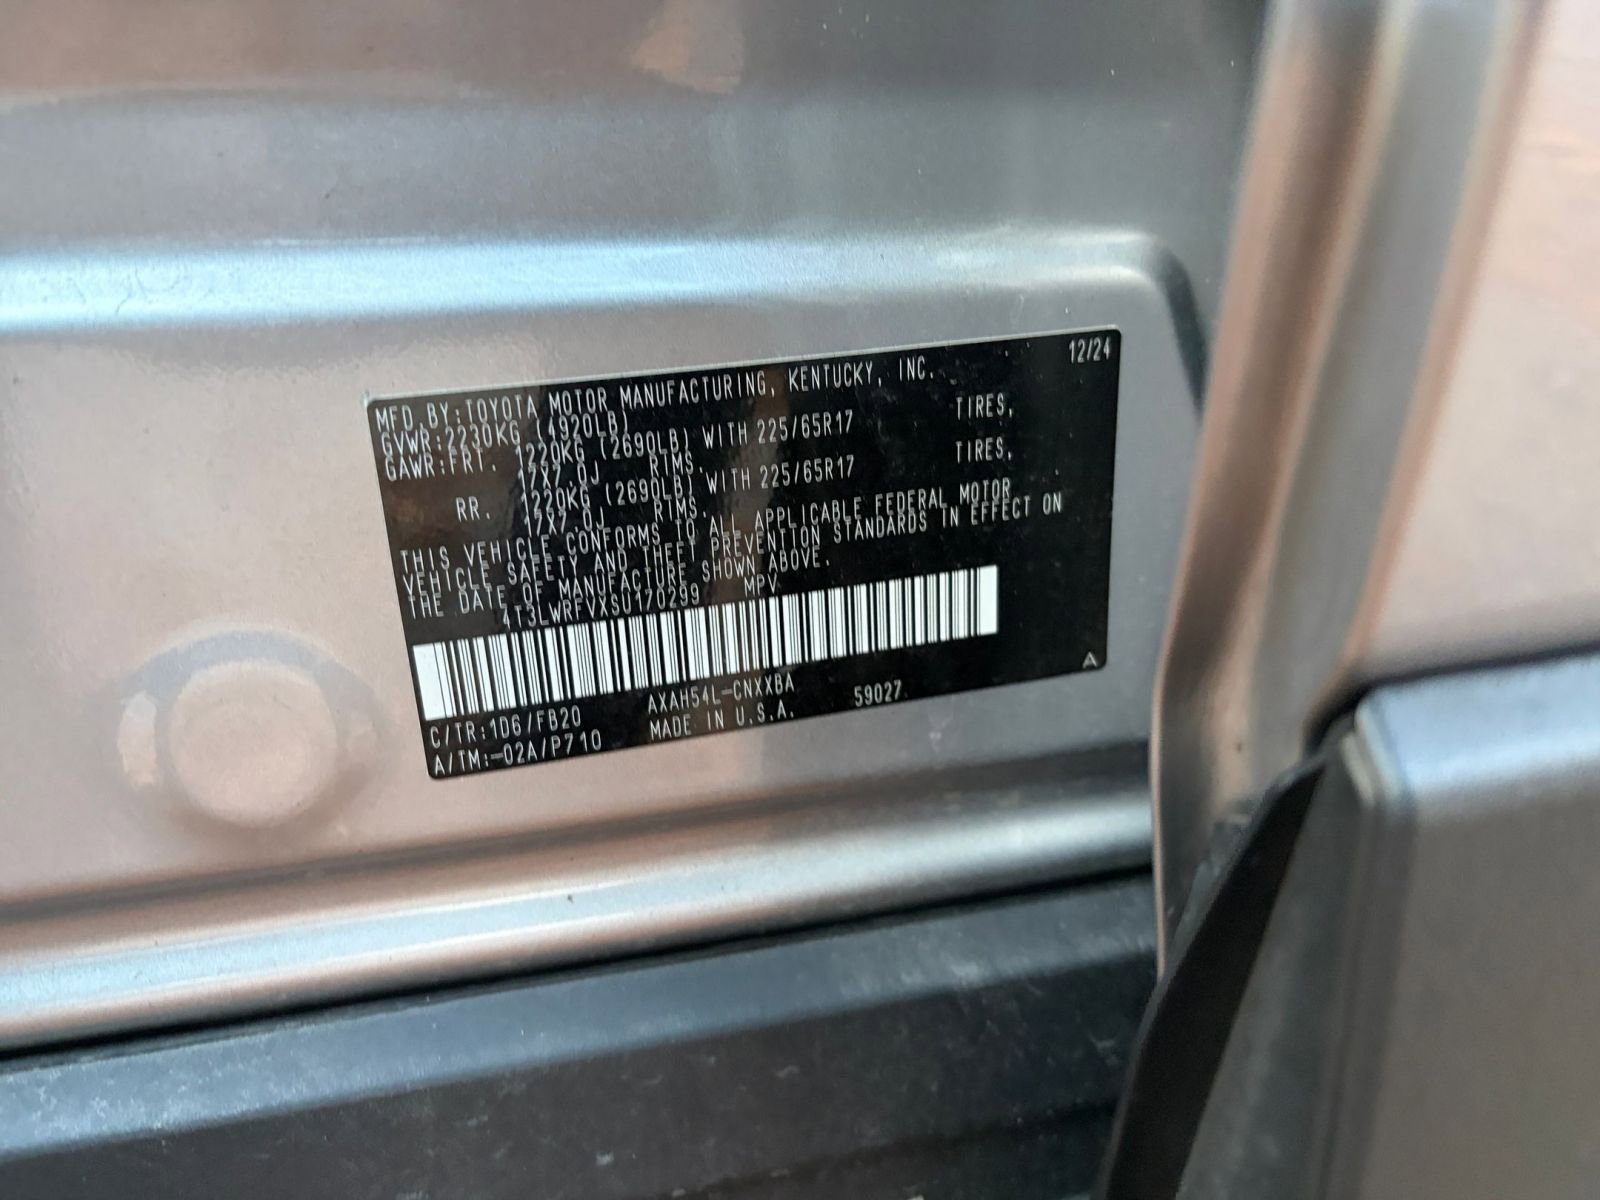 12/24
MFD.BY:TOYOTA MOTOR MANUFACTURING, KENTUCKY, INC.
GVWR:2230KG (4920LB)
GAWR:FRT. 1220KG (2690LB) WITH 225/65R17 TIRES,
17X7.0J RIMS.
RR. 1220KG (2690LB) WITH 225/65R17 TIRES,
17X7.0J RIMS.
THIS VEHICLE CONFORMS TO ALL APPLICABLE FEDERAL MOTOR
VEHICLE SAFETY AND THEFT PREVENTION STANDARDS IN EFFECT ON
THE DATE OF MANUFACTURE SHOWN ABOVE.
4T3LWRFVXSU170299 MPV
A
C/TR:1D6/FB20 AXAH54L-CNXXBA 59027
A/TM:-02A/P710 MADE IN U.S.A.